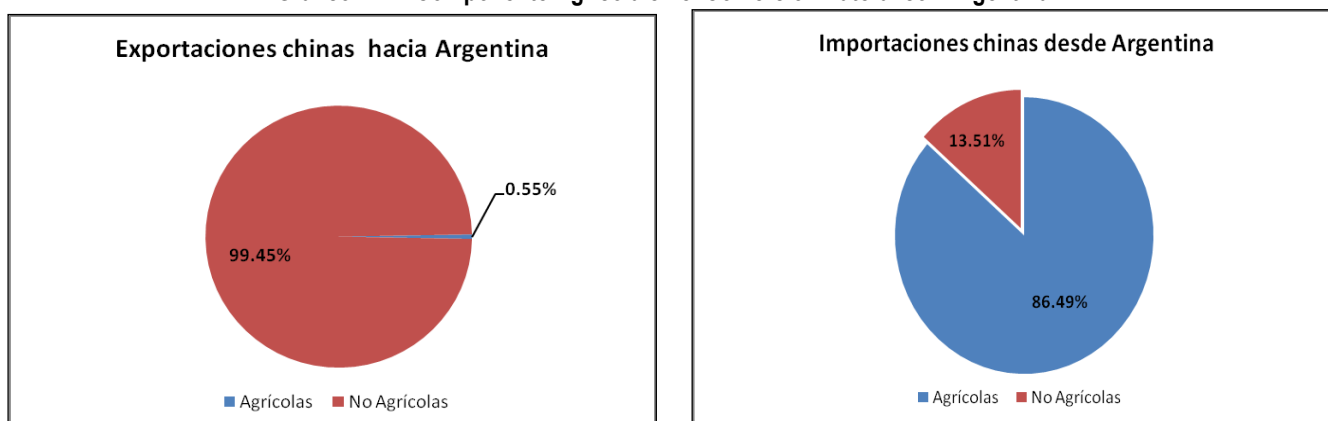 Exportaciones chinas hacia Argentina
0.55%
99.45%
Agrícolas No Agrícolas
Importaciones chinas desde Argentina
13.51%
86.49%
Agrícolas No Agrícolas